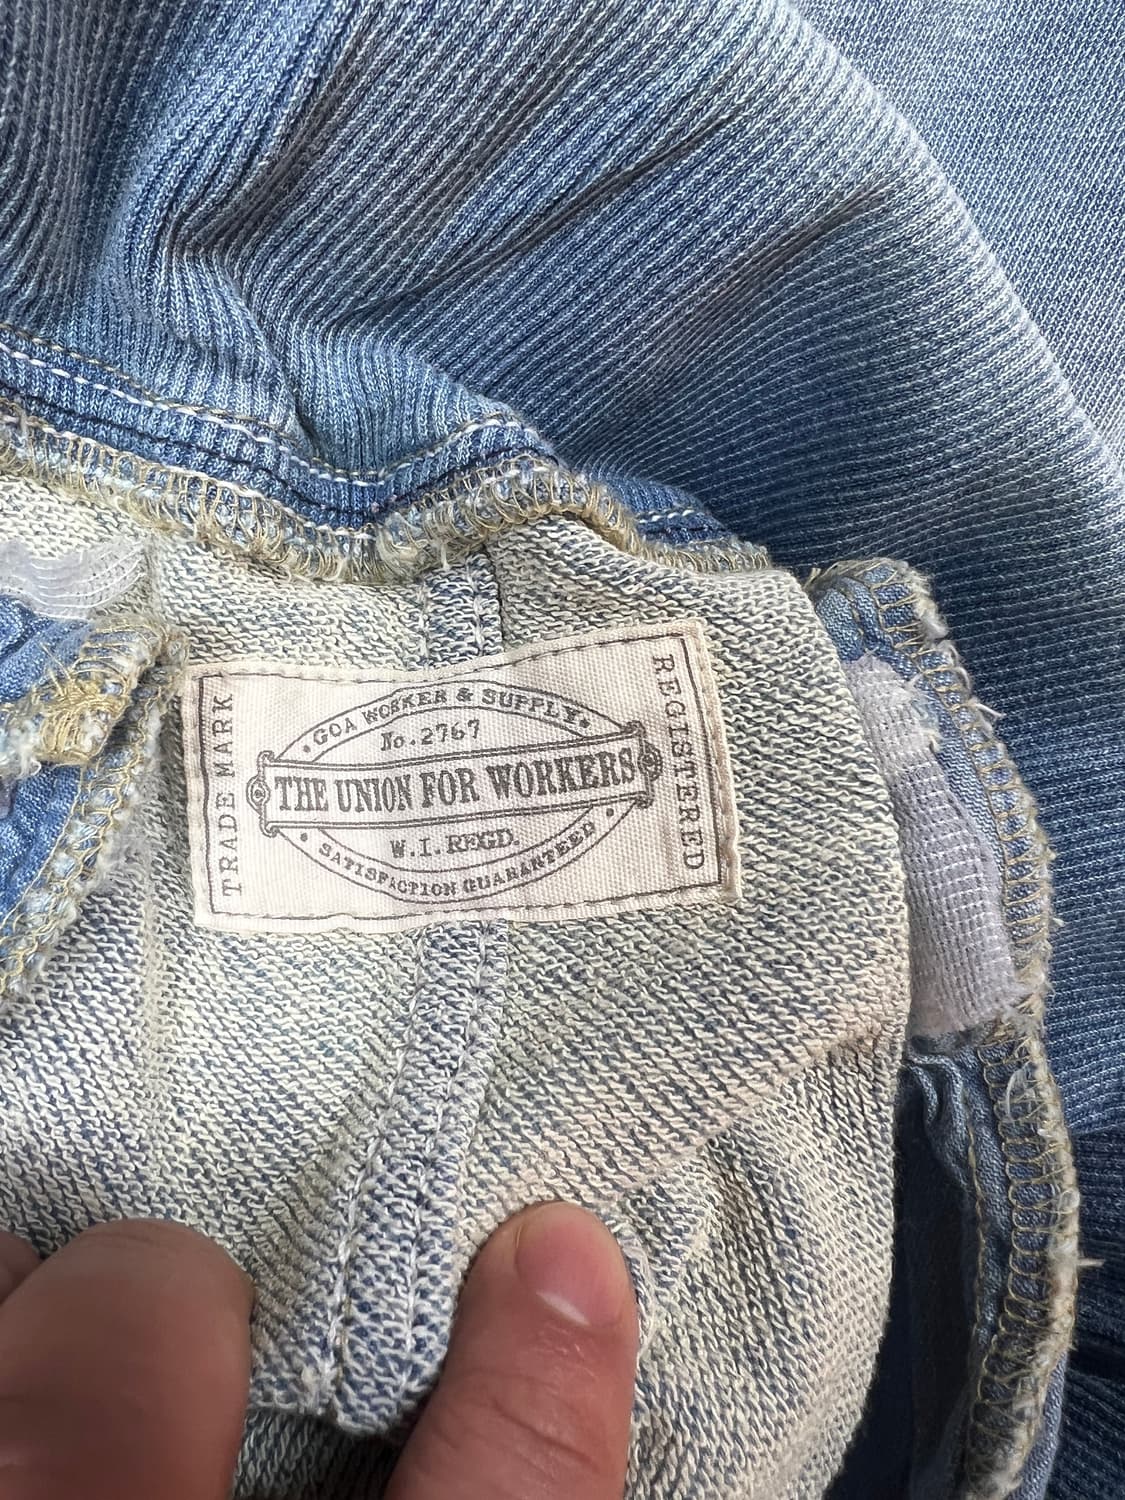 TRADE MARK
• GOA WORKER & SUPPLY •
No. 2767
THE UNION FOR WORKERS
W.I. REGD.
• SATISFACTION GUARANTEED •
REGISTERED